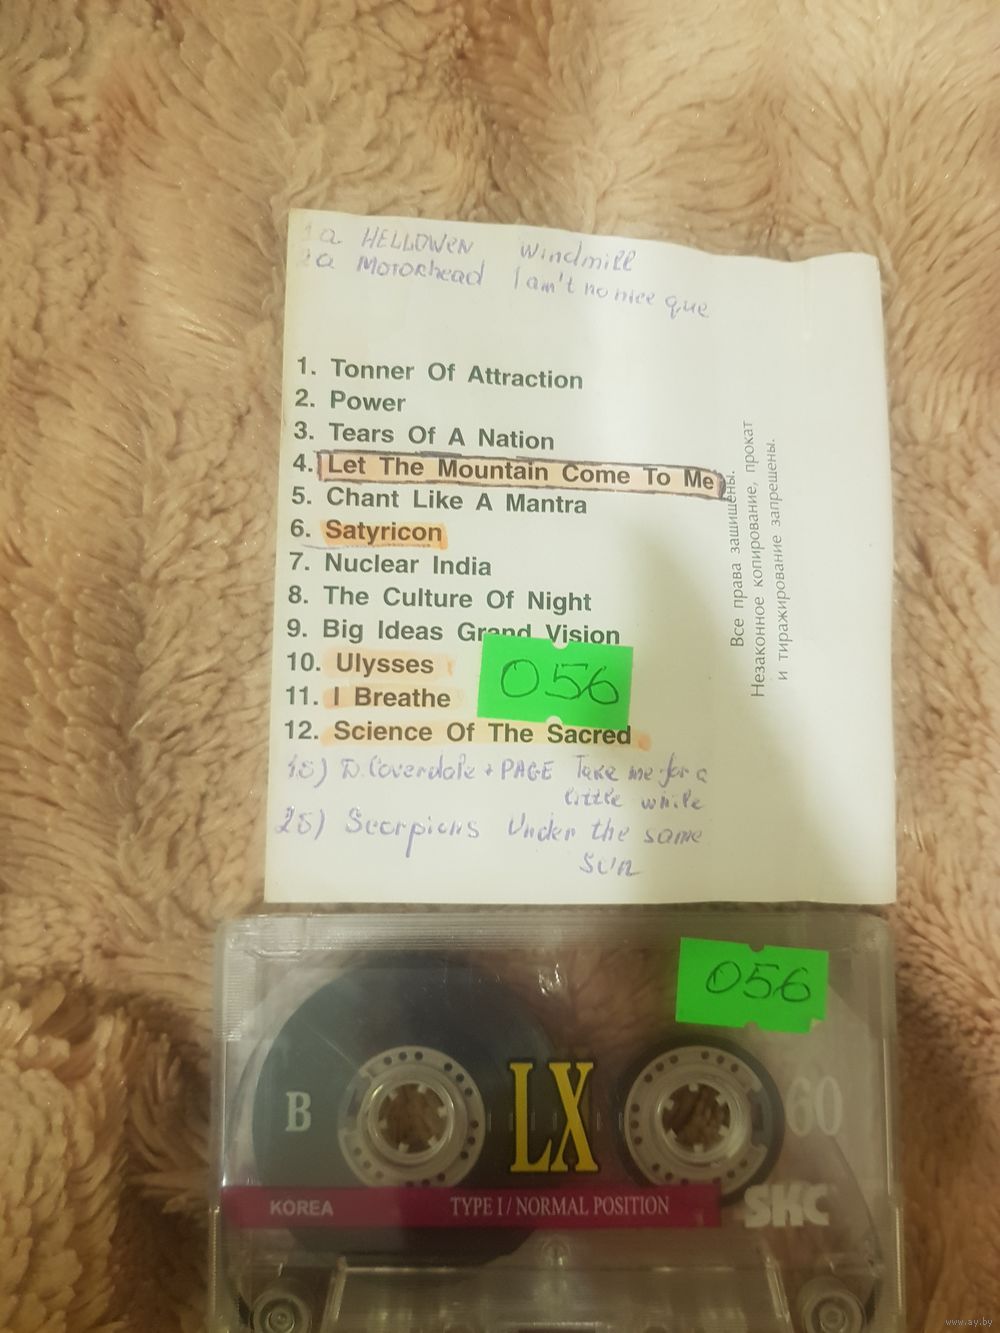 1a HELLOWEN Windmill
2a Motorhead I am't no nice que
1. Tonner Of Attraction
2. Power
3. Tears Of A Nation
4. Let The Mountain Come To Me
5. Chant Like A Mantra
6. Satyricon
7. Nuclear India
8. The Culture Of Night
9. Big Ideas Grand Vision
10. Ulysses
11. I Breathe
12. Science Of The Sacred
056
Все права защищены.
Незаконное копирование, прокат
и тиражирование запрещены.
1б) D. Coverdale + PAGE Take me for a
little while
2б) Scorpions Under the same
Sun
056
B
LX
60
KOREA
TYPE I / NORMAL POSITION
SKC
www.ay.by